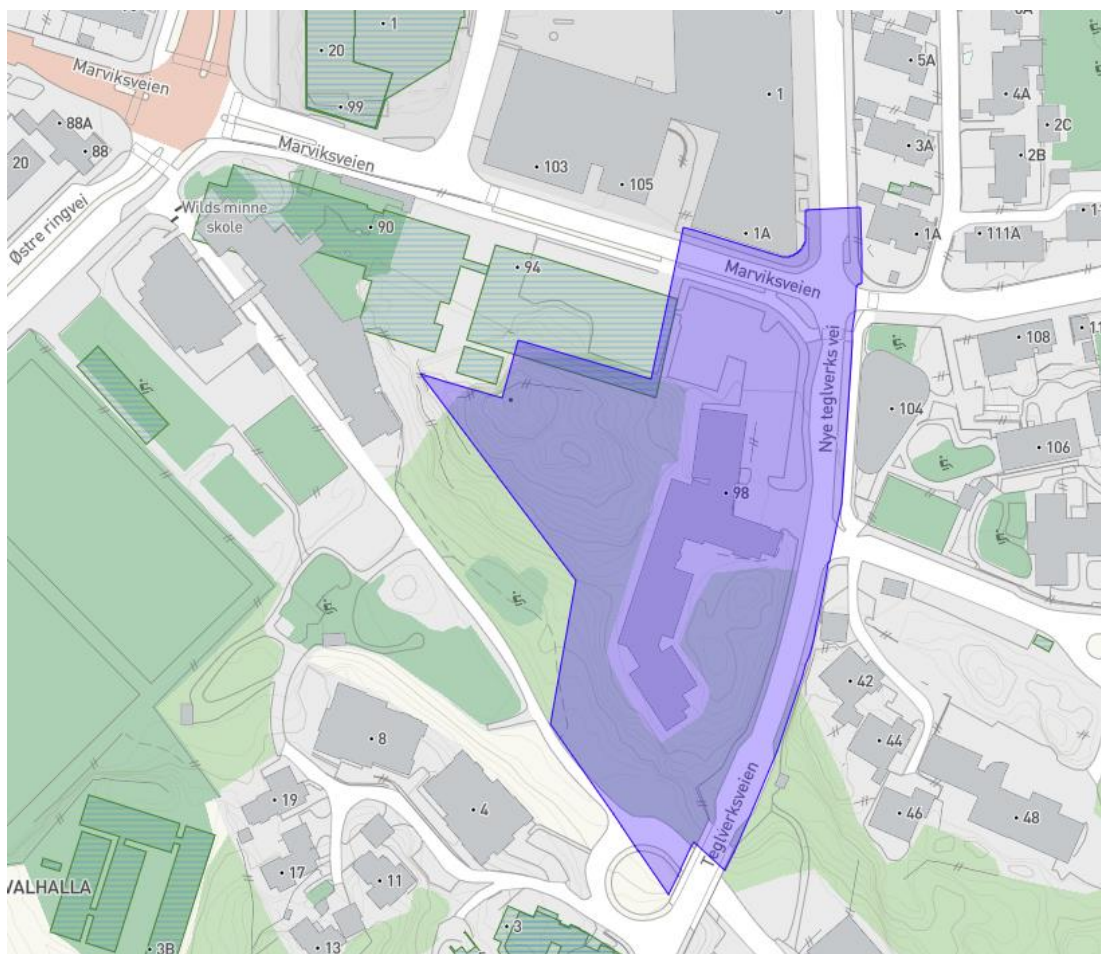 1
20
99
Marviksveien
88A
88
20
Marviksveien
103
105
1
5A
4A
2C
3A
2B
1A
111A
Østre ringvei
Wilds minne
skole
90
94
1A
Marviksveien
108
Nye teglverks vei
104
106
98
42
44
46
48
8
4
19
17
11
13
Teglverksveien
VALHALLA
3B
3